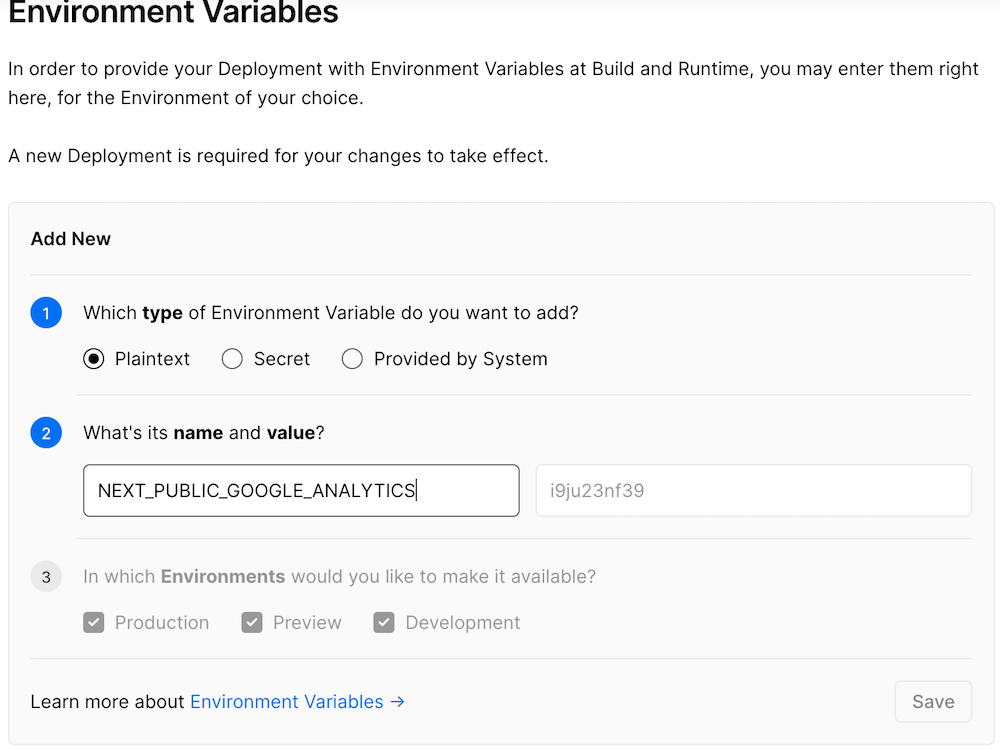 Environment Variables
In order to provide your Deployment with Environment Variables at Build and Runtime, you may enter them right
here, for the Environment of your choice.
A new Deployment is required for your changes to take effect.
Add New
1 Which type of Environment Variable do you want to add?
Plaintext Secret Provided by System
2 What's its name and value?
NEXT_PUBLIC_GOOGLE_ANALYTICS i9ju23nf39
3 In which Environments would you like to make it available?
Production Preview Development
Learn more about Environment Variables → Save